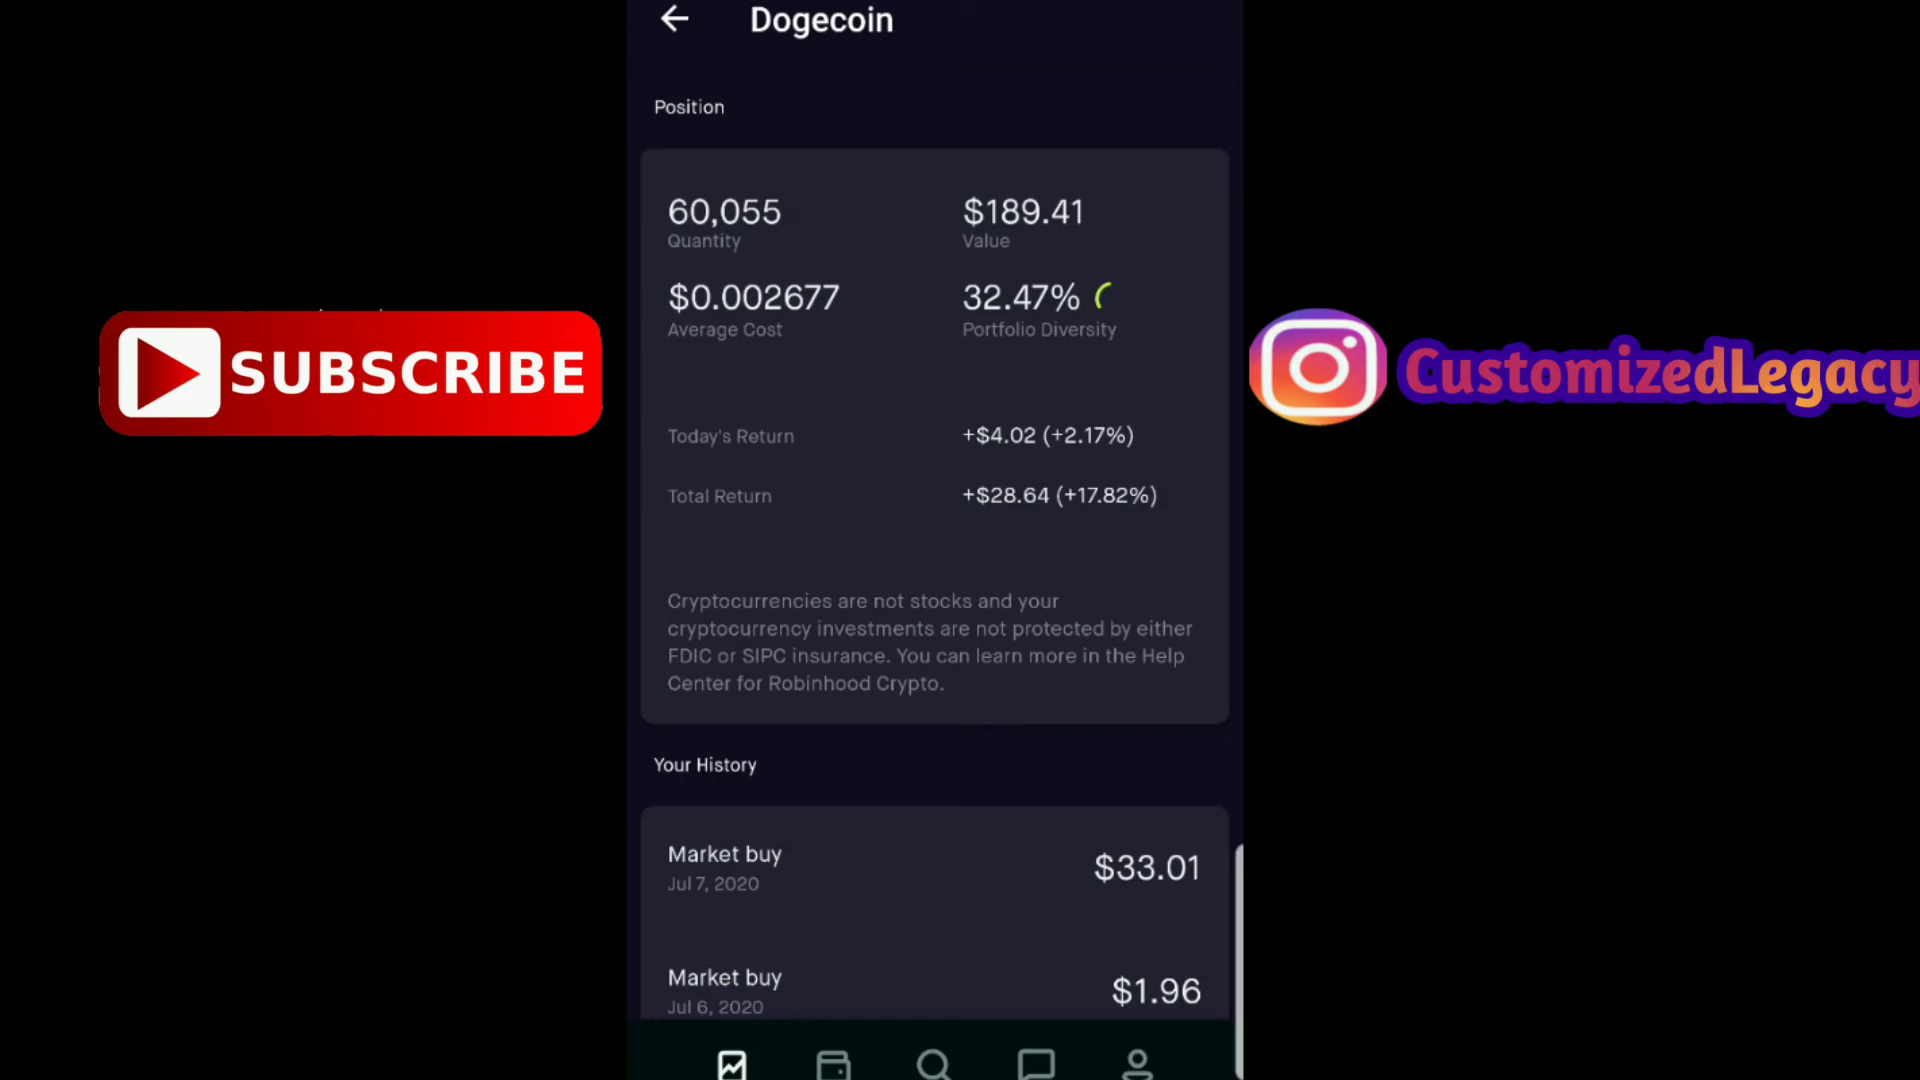 Dogecoin
Position
60,055
Quantity
$189.41
Value
$0.002677
Average Cost
32.47%
Portfolio Diversity
Today's Return
+$4.02 (+2.17%)
Total Return
+$28.64 (+17.82%)
Cryptocurrencies are not stocks and your
cryptocurrency investments are not protected by either
FDIC or SIPC insurance. You can learn more in the Help
Center for Robinhood Crypto.
SUBSCRIBE
CustomizedLegacy
Your History
Market buy
Jul 7, 2020
$33.01
Market buy
Jul 6, 2020
$1.96